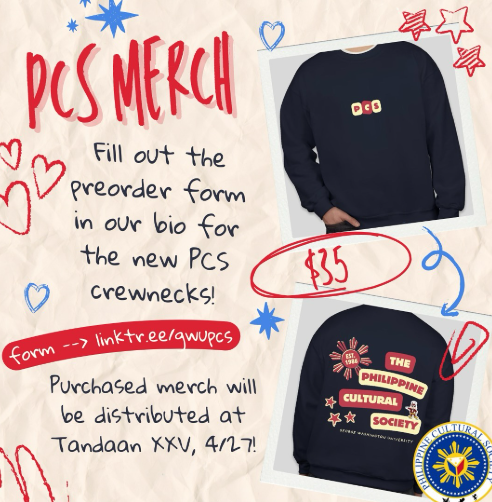 PCS MERCH
Fill out the
preorder form
in our bio for
the new PCS
crewnecks!
form --> linktr.ee/gwupcs
Purchased merch will
be distributed at
Tandaan XXV, 4/27!
PCS
$35
EST.
1986
THE
PHILIPPINE
CULTURAL
SOCIETY
GEORGE WASHINGTON UNIVERSITY
PHILIPPINE CULTURAL